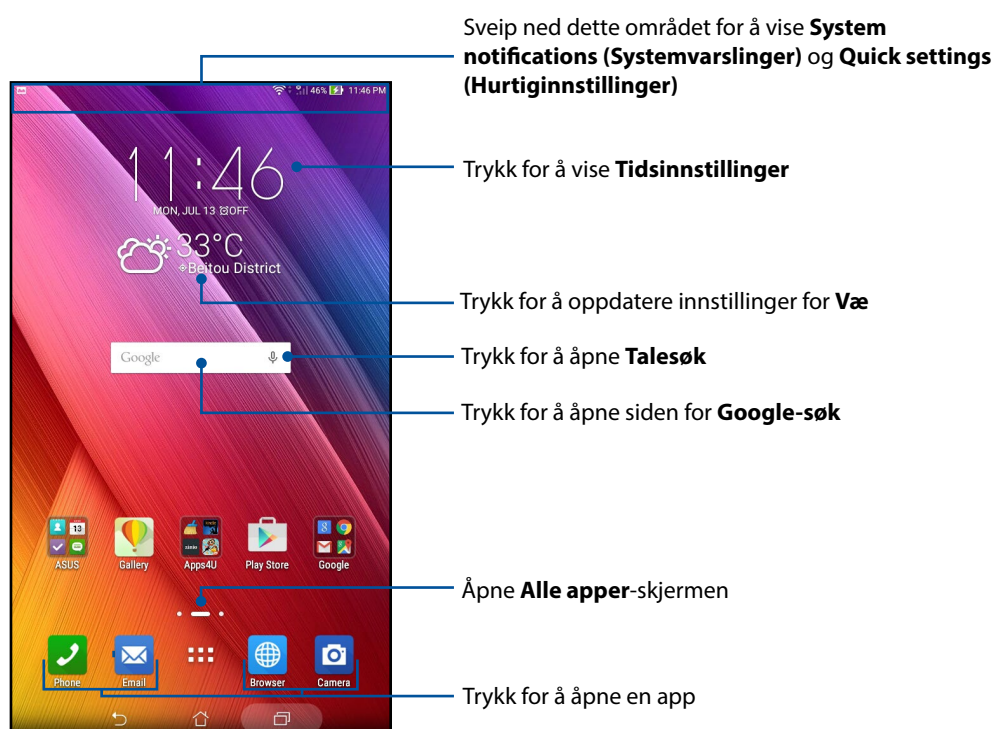 Sveip ned dette området for å vise System
notifications (Systemvarslinger) og Quick settings
(Hurtiginnstillinger)
46% 11:46 PM
11:46
Trykk for å vise Tidsinnstillinger
MON, JUL 13 OFF
33°C
Beitou District
Trykk for å oppdatere innstillinger for Væ
Google
Trykk for å åpne Talesøk
Trykk for å åpne siden for Google-søk
13
ASUS
Gallery
Apps4U
Play Store
Google
Åpne Alle apper-skjermen
Phone
Email
Browser
Camera
Trykk for å åpne en app